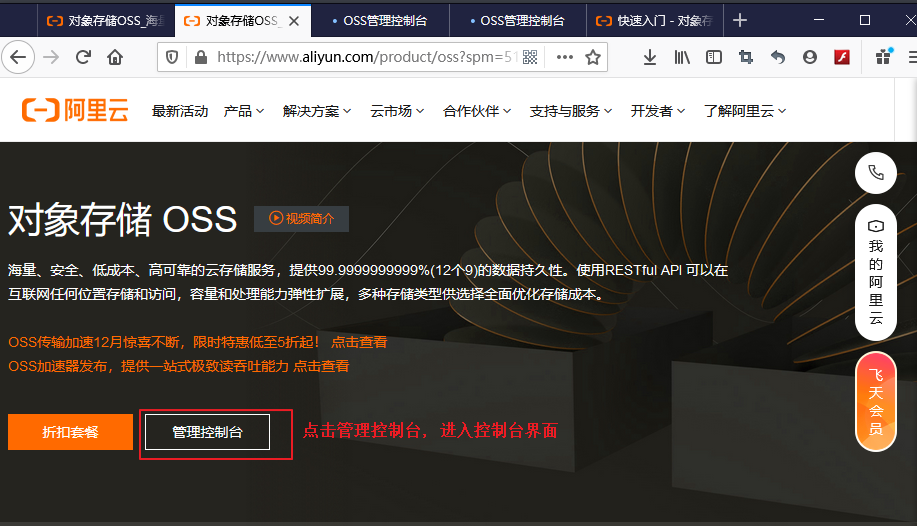 对象存储OSS_海量
对象存储OSS_
OSS管理控制台
OSS管理控制台
快速入门 - 对象存
https://www.aliyun.com/product/oss?spm=51
阿里云
最新活动 产品 解决方案 云市场 合作伙伴 支持与服务 开发者 了解阿里云
对象存储 OSS
视频简介
海量、安全、低成本、高可靠的云存储服务，提供99.9999999999%(12个9)的数据持久性。使用RESTful API 可以在
互联网任何位置存储和访问，容量和处理能力弹性扩展，多种存储类型供选择全面优化存储成本。
OSS传输加速12月惊喜不断，限时特惠低至5折起！ 点击查看
OSS加速器发布，提供一站式极致读吞吐能力 点击查看
折扣套餐
管理控制台
点击管理控制台，进入控制台界面
我的阿里云
飞天会员